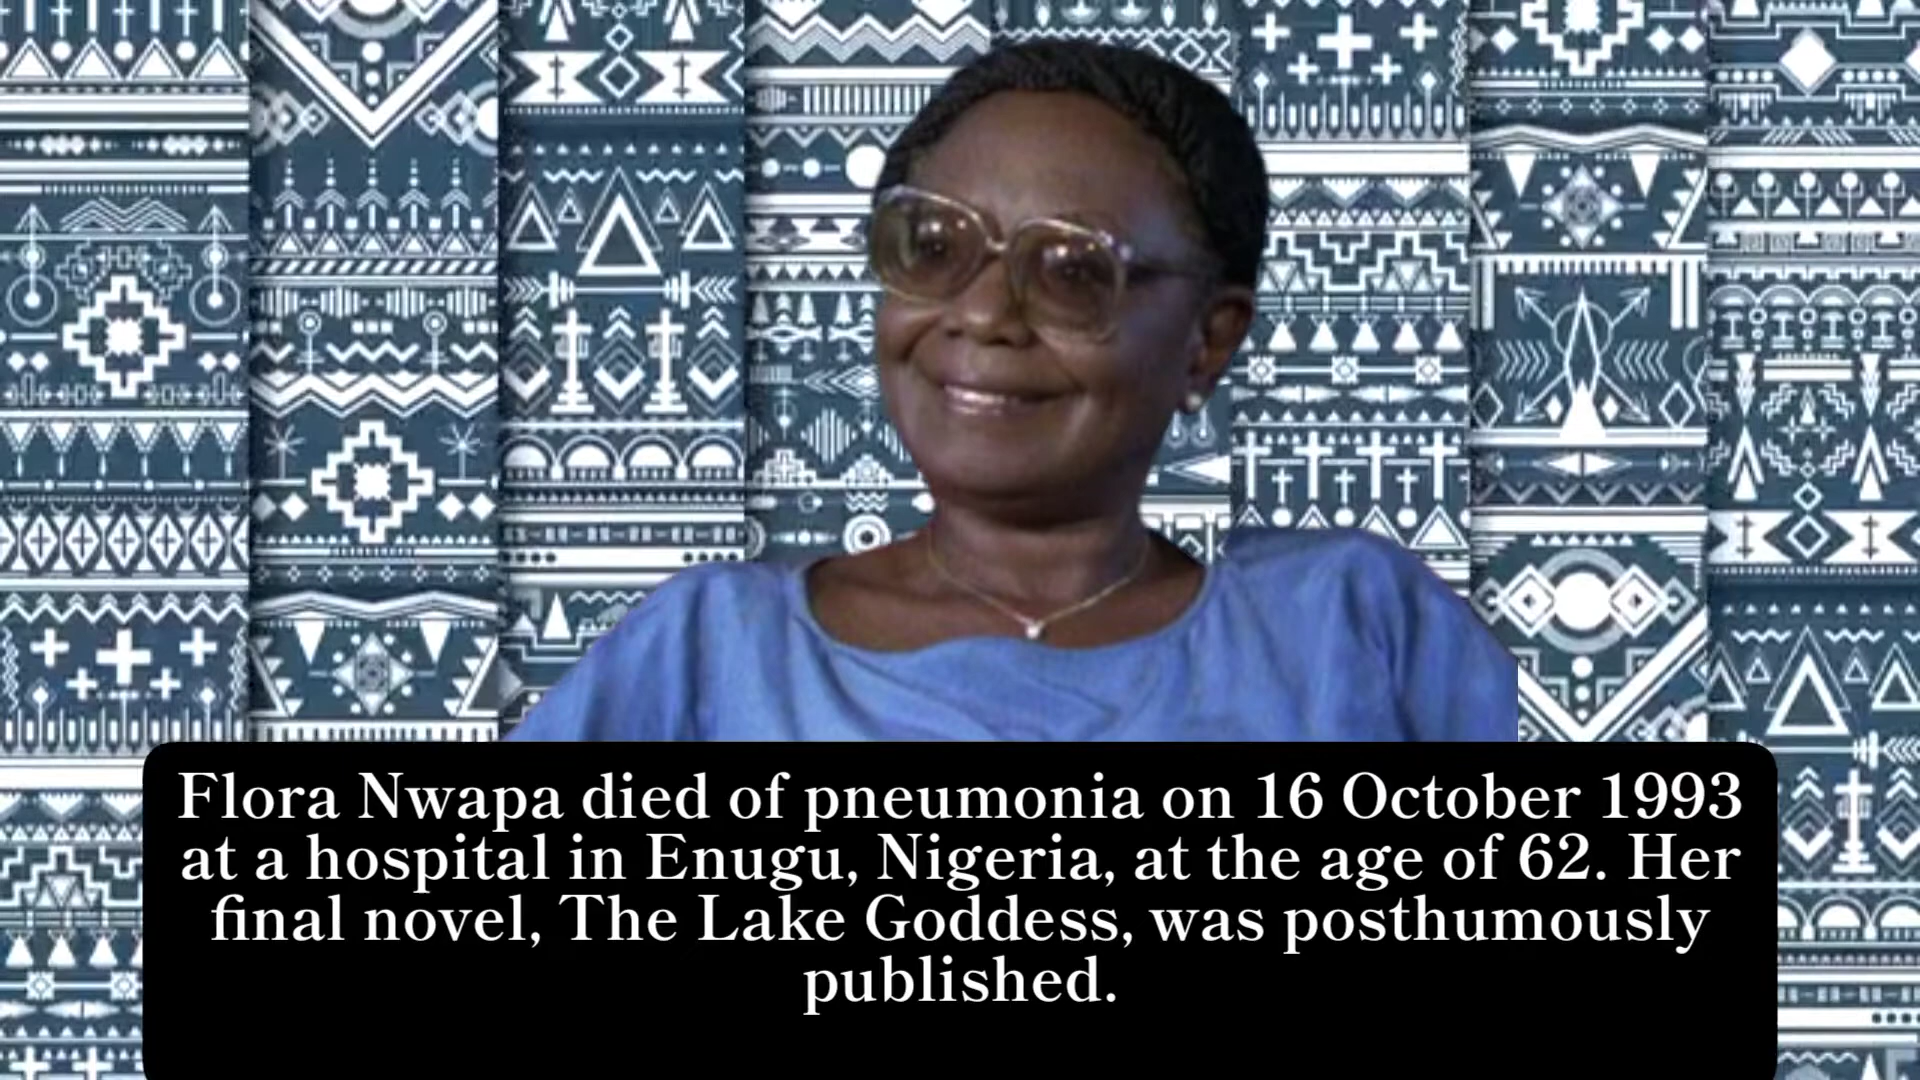 Flora Nwapa died of pneumonia on 16 October 1993
at a hospital in Enugu, Nigeria, at the age of 62. Her
final novel, The Lake Goddess, was posthumously
published.